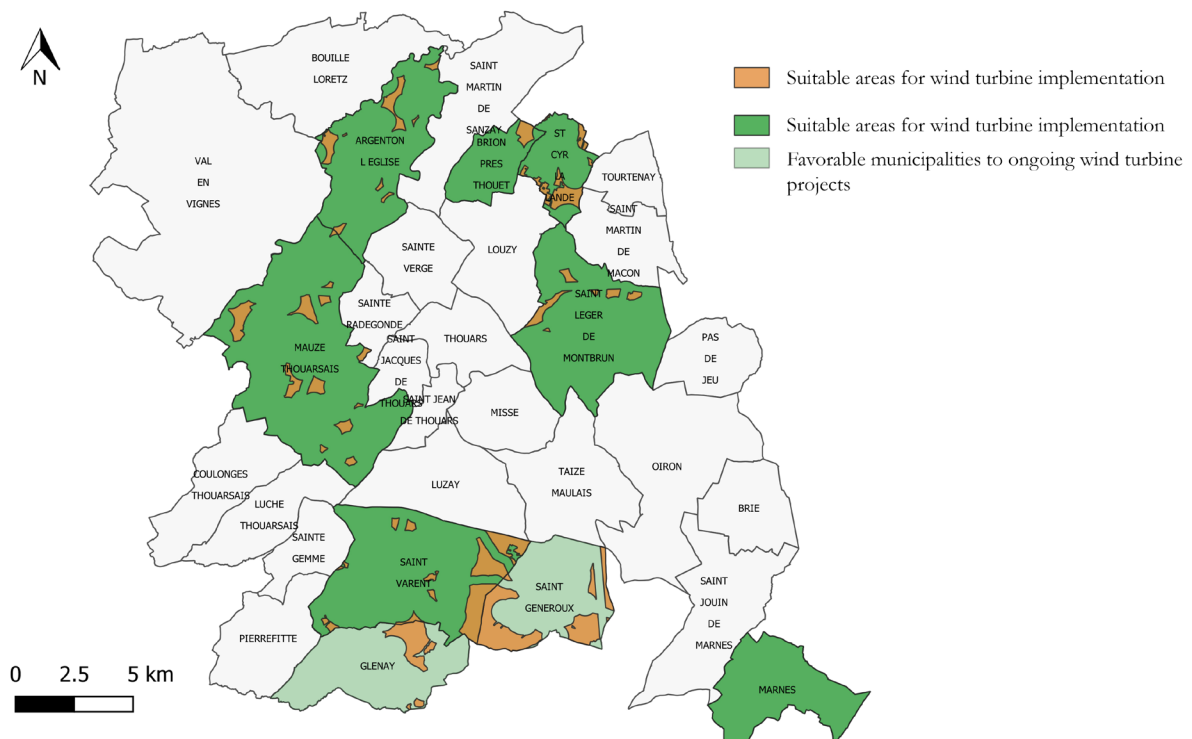 N
BOUILLE
LORETZ
SAINT
MARTIN
DE
SANZAY
ARGENTON
L EGLISE
BRION
PRES
THOUET
ST
CYR
LA
LANDE
TOURTENAY
VAL
EN
VIGNES
SAINT
MARTIN
DE
MACON
SAINTE
VERGE
LOUZY
SAINTE
RADEGONDE
SAINT
LEGER
DE
MONTBRUN
MAUZE
THOUARSAIS
SAINT
JACQUES
DE
THOUARS
THOUARS
PAS
DE
JEU
SAINT JEAN
DE THOUARS
MISSE
COULONGES
THOUARSAIS
LUZAY
TAIZE
MAULAIS
OIRON
LUCHE
THOUARSAIS
BRIE
SAINTE
GEMME
SAINT
VARENT
SAINT
GENEROUX
SAINT
JOUIN
DE
MARNES
PIERREFITTE
GLENAY
MARNES
0 2.5 5 km
Suitable areas for wind turbine implementation
Suitable areas for wind turbine implementation
Favorable municipalities to ongoing wind turbine
projects